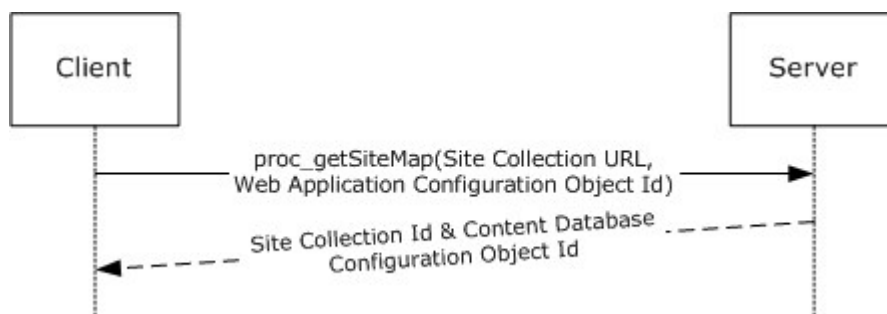 Client
Server
proc_getSiteMap(Site Collection URL,
Web Application Configuration Object Id)
Site Collection Id & Content Database
Configuration Object Id